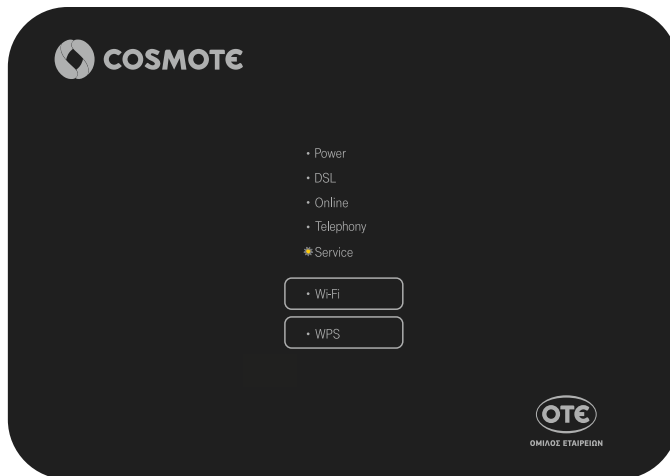 COSMOTE
• Power
• DSL
• Online
• Telephony
Service
• Wi-Fi
• WPS
OTE
ΟΜΙΛΟΣ ΕΤΑΙΡΕΙΩΝ